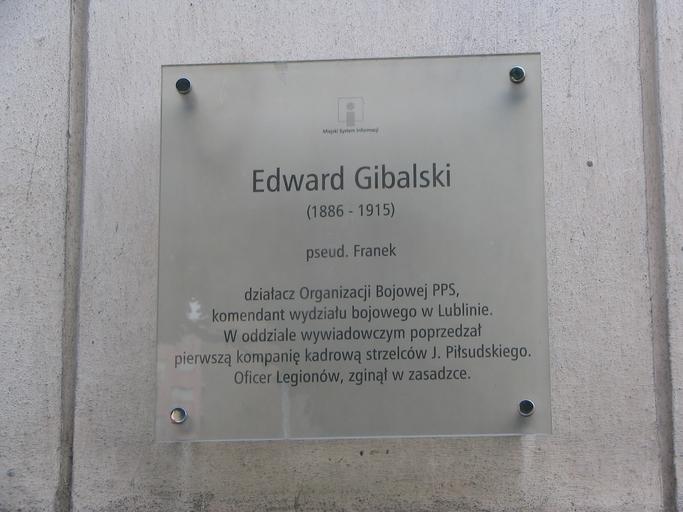 i
Miejski System Informacji
Edward Gibalski
(1886 - 1915)
pseud. Franek
działacz Organizacji Bojowej PPS,
komendant wydziału bojowego w Lublinie.
W oddziale wywiadowczym poprzedzał
pierwszą kompanię kadrową strzelców J. Piłsudskiego.
Oficer Legionów, zginął w zasadzce.